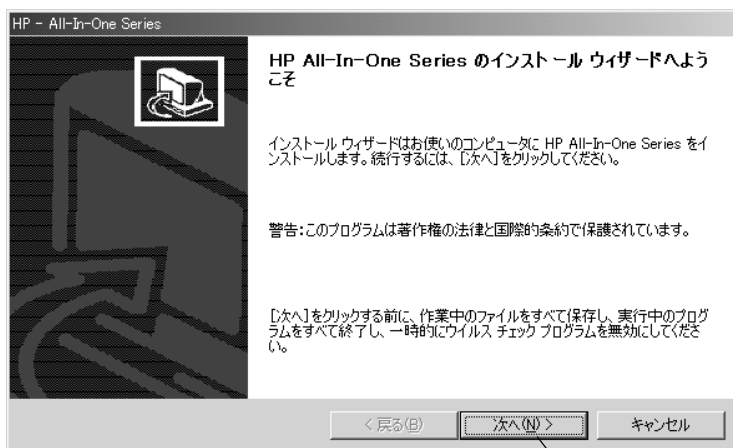 HP - All-In-One Series
HP All-In-One Series のインストール ウィザードへよう
こそ
インストール ウィザードはお使いのコンピュータに HP All-In-One Series をイ
ンストールします。続行するには、[次へ]をクリックしてください。
警告:このプログラムは著作権の法律と国際的条約で保護されています。
[次へ]をクリックする前に、作業中のファイルをすべて保存し、実行中のプログ
ラムをすべて終了し、一時的にウイルス チェック プログラムを無効にしてくださ
い。
< 戻る(B)
次へ(N) >
キャンセル